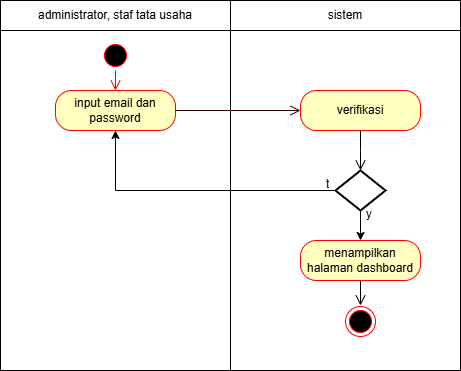 administrator, staf tata usaha
sistem
input email dan
password
verifikasi
t
y
menampilkan
halaman dashboard